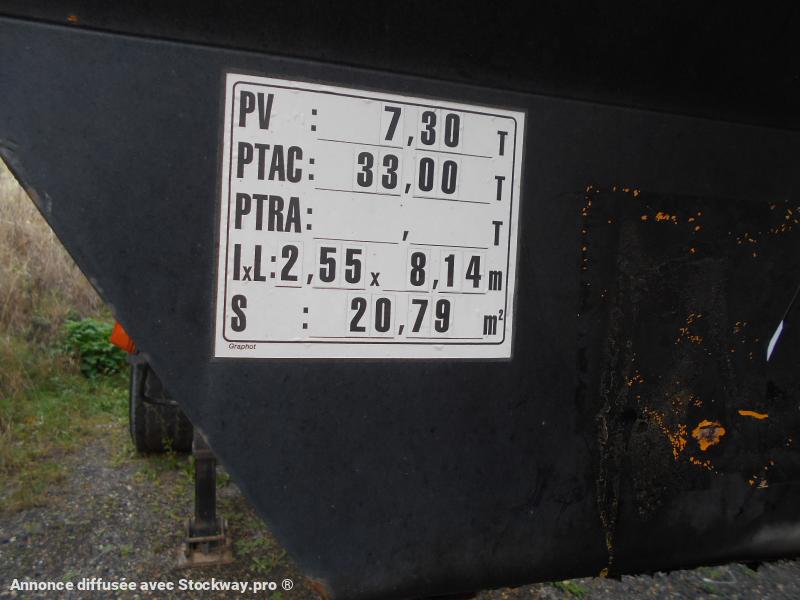 PV : 7,30 T
PTAC: 33,00 T
PTRA: , T
IxL: 2,55 x 8,14 m
S : 20,79 m²
Graphot
Annonce diffusée avec Stockway.pro ®